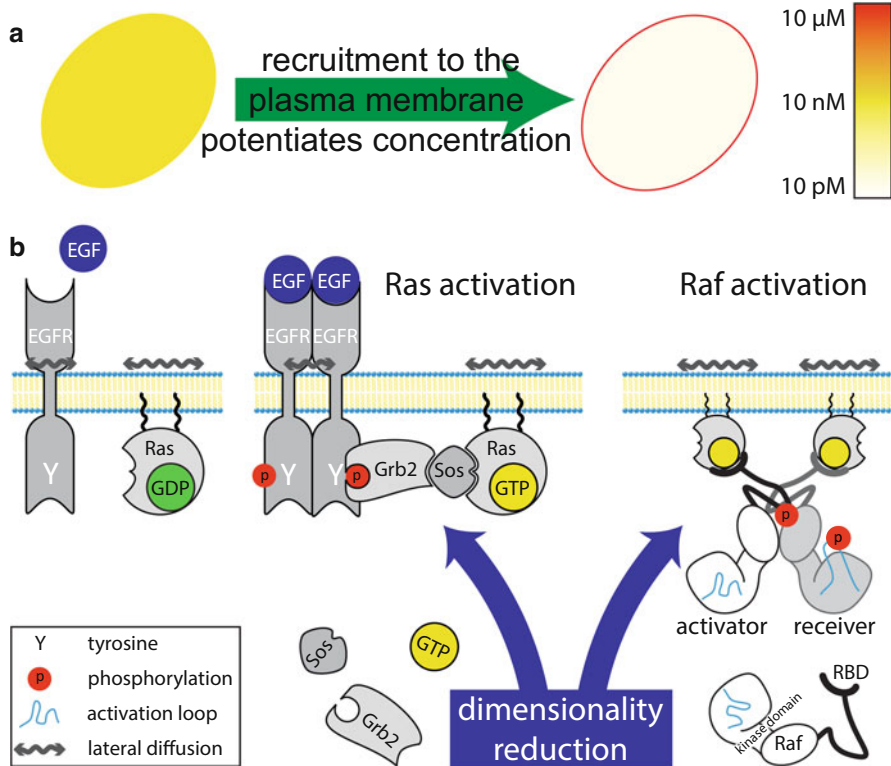 a
recruitment to the
plasma membrane
potentiates concentration
10 µM
10 nM
10 pM
b
EGF
EGFR
Y
Ras
GDP
EGF EGF
Ras activation
EGFR EGFR
p Y Y p
Grb2
Sos
Ras
GTP
Raf activation
p
p
activator receiver
Y tyrosine
p phosphorylation
activation loop
lateral diffusion
Sos
GTP
Grb2
dimensionality
reduction
kinase domain
Raf
RBD